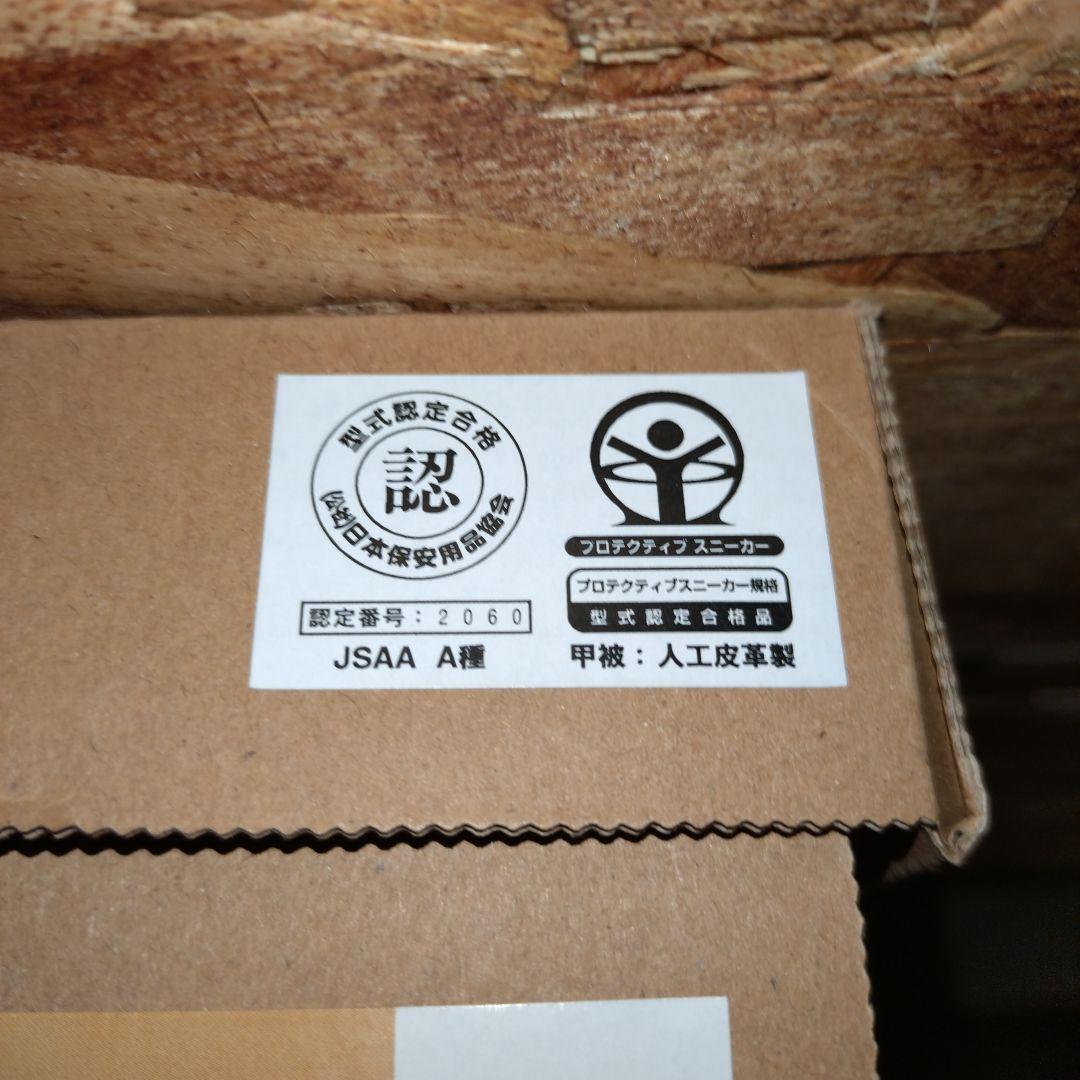 型式認定合格
認
(公社)日本保安用品協会
認定番号：2060
JSAA A種
プロテクティブ スニーカー
プロテクティブスニーカー規格
型式認定合格品
甲被：人工皮革製